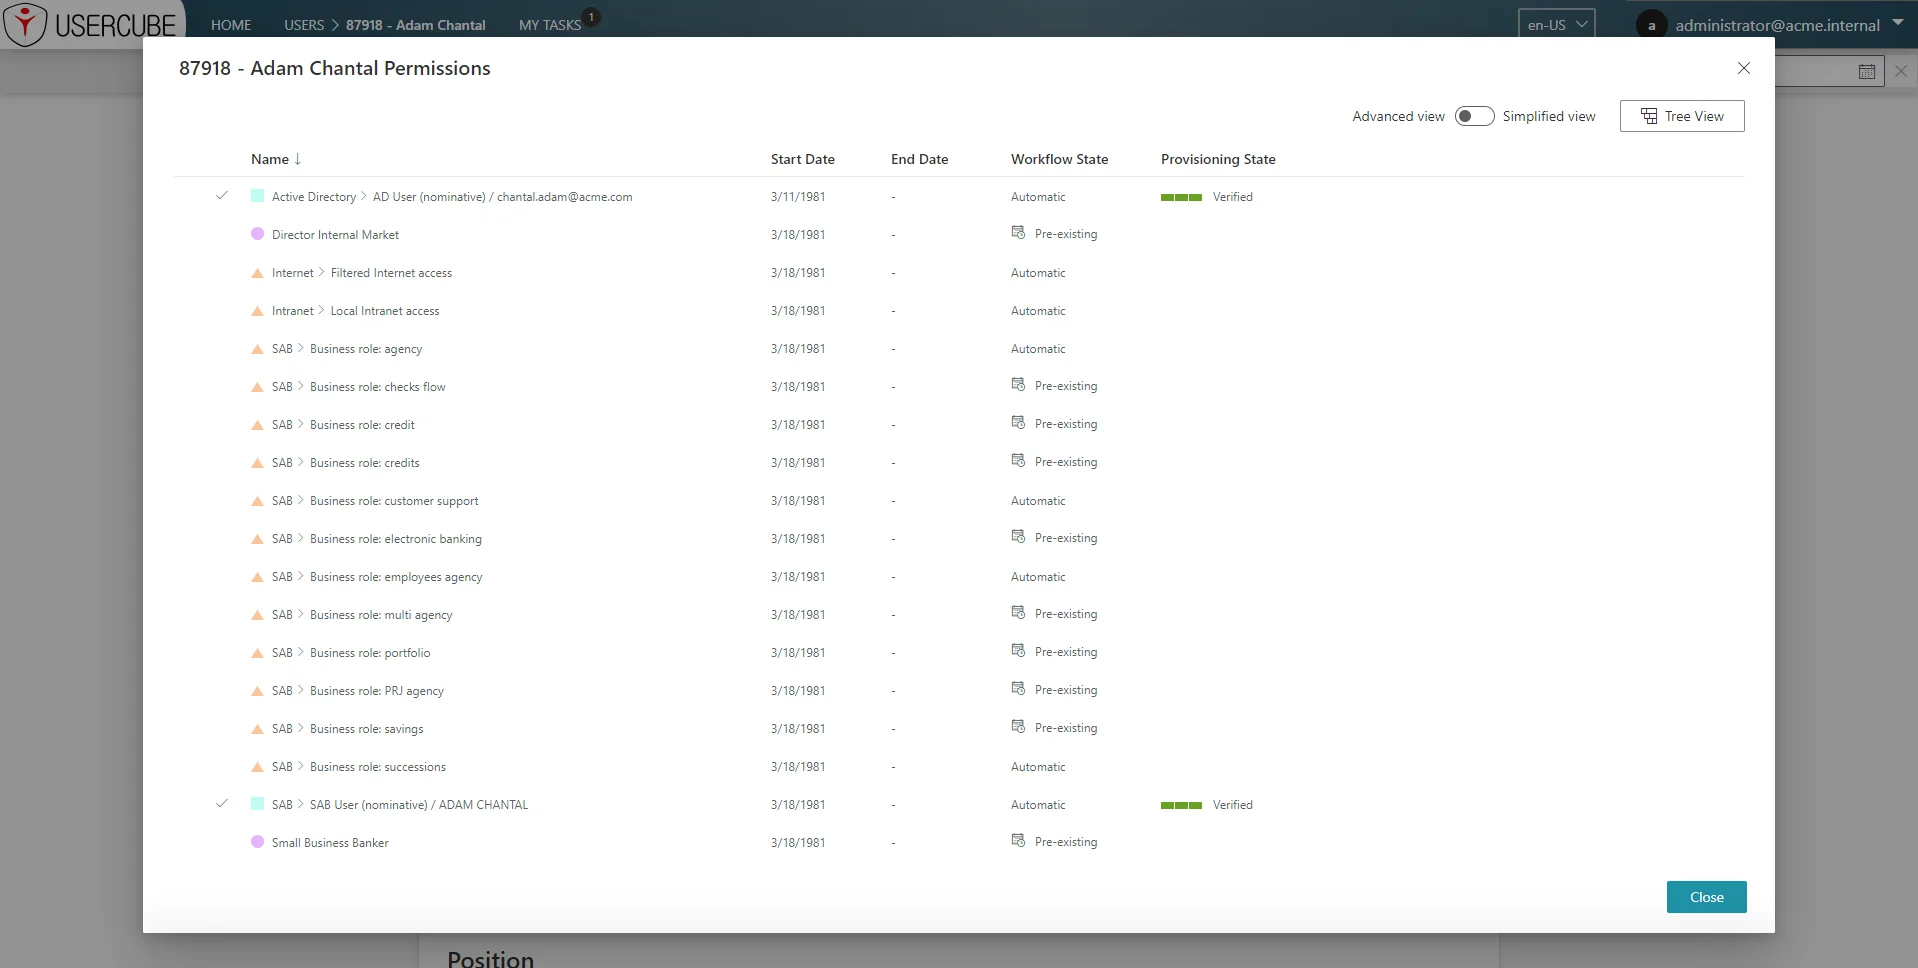 USERCUBE HOME USERS > 87918 - Adam Chantal MY TASKS 1 en-US a administrator@acme.internal
87918 - Adam Chantal Permissions
Advanced view Simplified view Tree View
Name ↓ Start Date End Date Workflow State Provisioning State
Active Directory > AD User (nominative) / chantal.adam@acme.com 3/11/1981 - Automatic Verified
Director Internal Market 3/18/1981 - Pre-existing
Internet > Filtered Internet access 3/18/1981 - Automatic
Intranet > Local Intranet access 3/18/1981 - Automatic
SAB > Business role: agency 3/18/1981 - Automatic
SAB > Business role: checks flow 3/18/1981 - Pre-existing
SAB > Business role: credit 3/18/1981 - Pre-existing
SAB > Business role: credits 3/18/1981 - Pre-existing
SAB > Business role: customer support 3/18/1981 - Automatic
SAB > Business role: electronic banking 3/18/1981 - Pre-existing
SAB > Business role: employees agency 3/18/1981 - Automatic
SAB > Business role: multi agency 3/18/1981 - Pre-existing
SAB > Business role: portfolio 3/18/1981 - Pre-existing
SAB > Business role: PRJ agency 3/18/1981 - Pre-existing
SAB > Business role: savings 3/18/1981 - Pre-existing
SAB > Business role: successions 3/18/1981 - Automatic
SAB > SAB User (nominative) / ADAM CHANTAL 3/18/1981 - Automatic Verified
Small Business Banker 3/18/1981 - Pre-existing
Close
Position